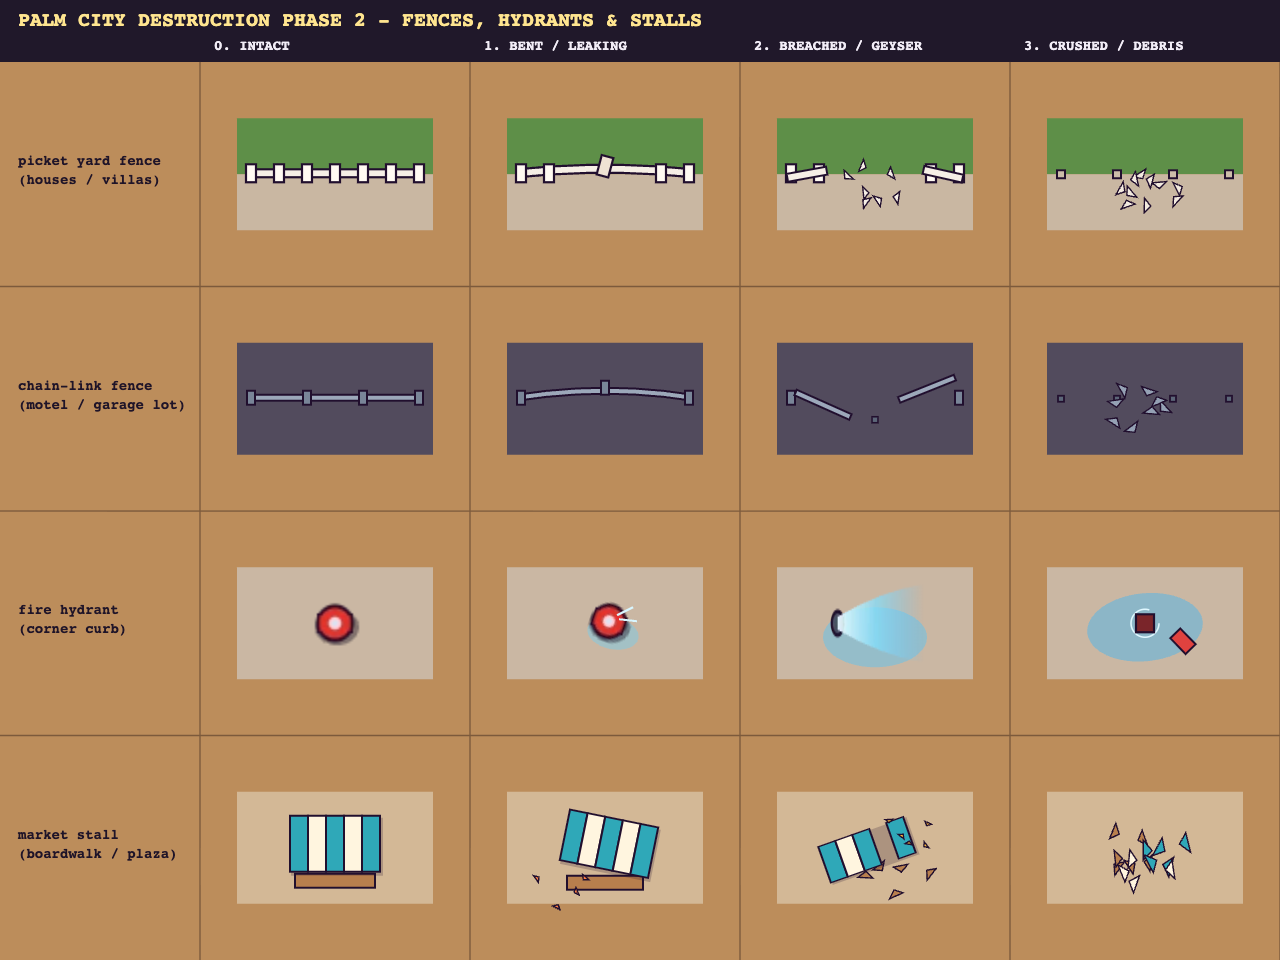 PALM CITY DESTRUCTION PHASE 2 - FENCES, HYDRANTS & STALLS
0. INTACT
1. BENT / LEAKING
2. BREACHED / GEYSER
3. CRUSHED / DEBRIS
picket yard fence
(houses / villas)
chain-link fence
(motel / garage lot)
fire hydrant
(corner curb)
market stall
(boardwalk / plaza)